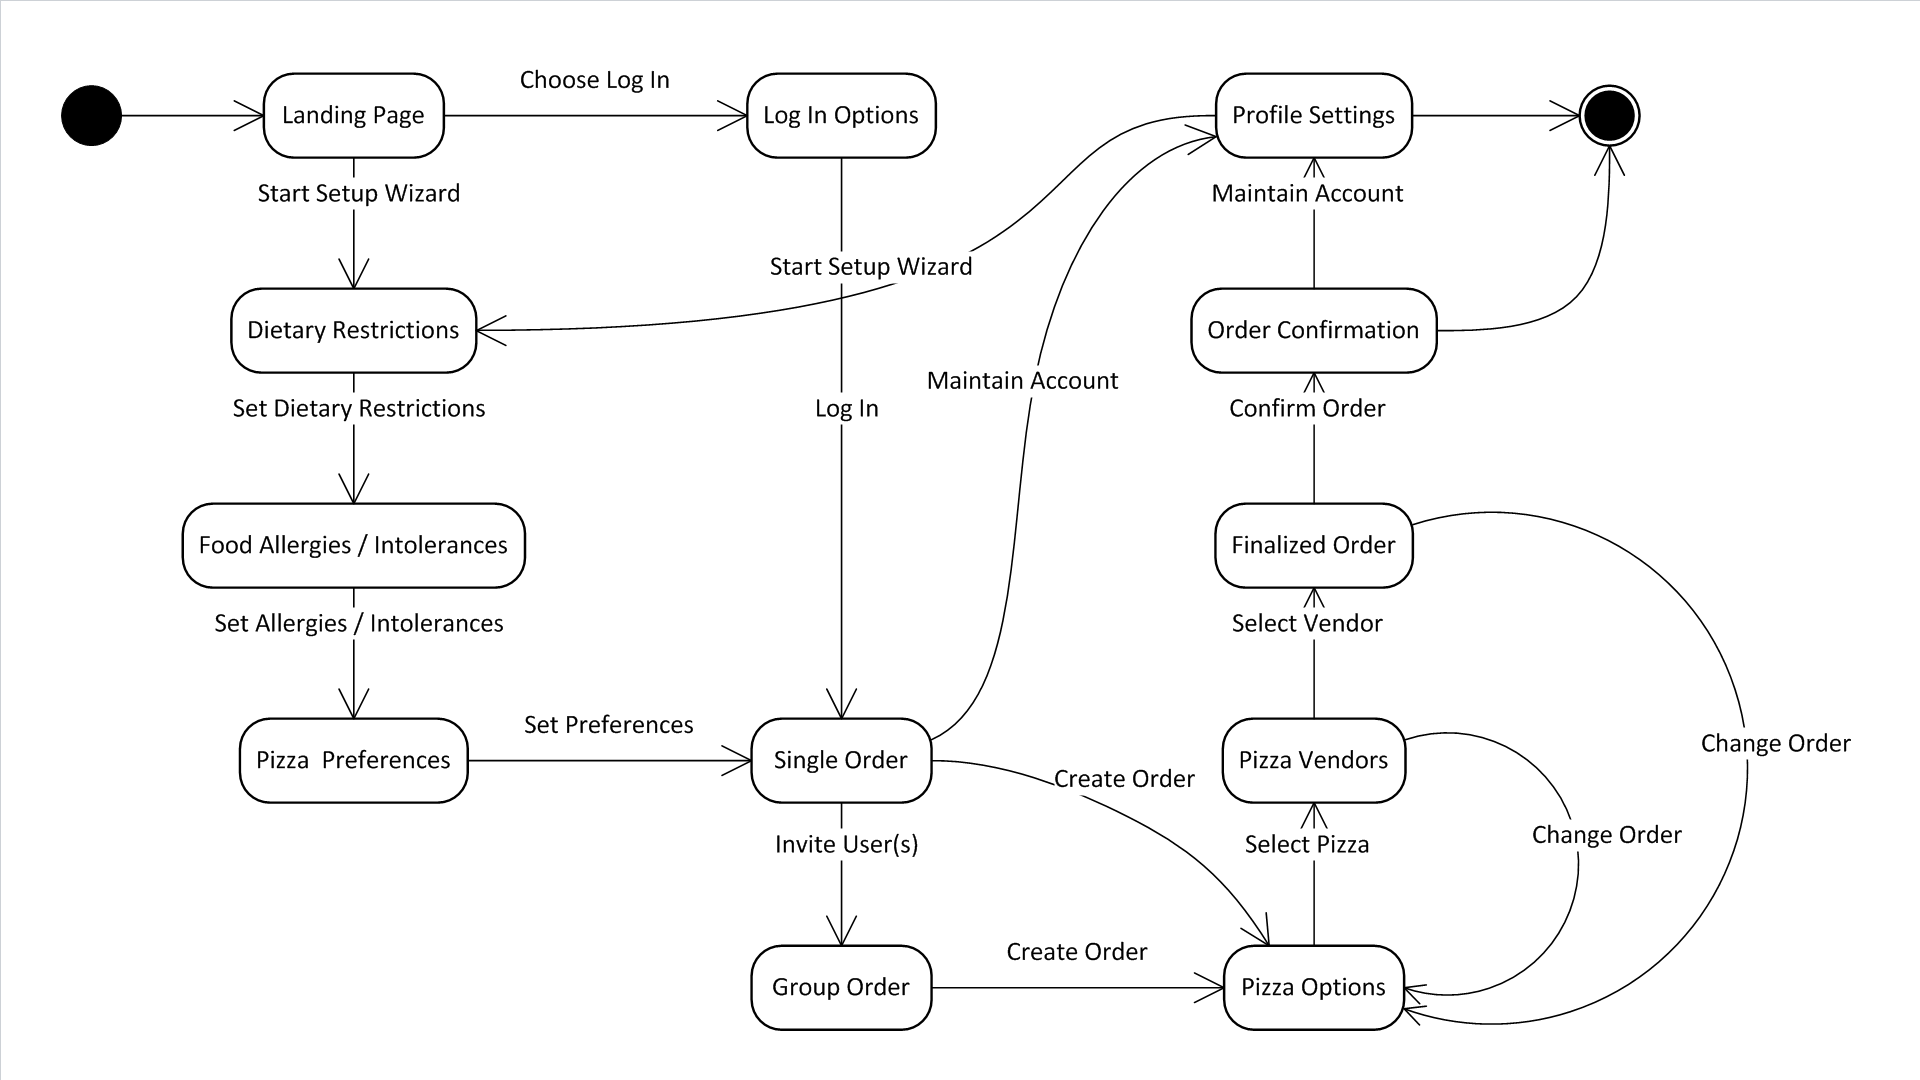 Choose Log In
Landing Page
Log In Options
Profile Settings
Start Setup Wizard
Maintain Account
Start Setup Wizard
Dietary Restrictions
Order Confirmation
Maintain Account
Set Dietary Restrictions
Log In
Confirm Order
Food Allergies / Intolerances
Finalized Order
Set Allergies / Intolerances
Select Vendor
Set Preferences
Change Order
Pizza  Preferences
Single Order
Pizza Vendors
Create Order
Change Order
Invite User(s)
Select Pizza
Create Order
Group Order
Pizza Options